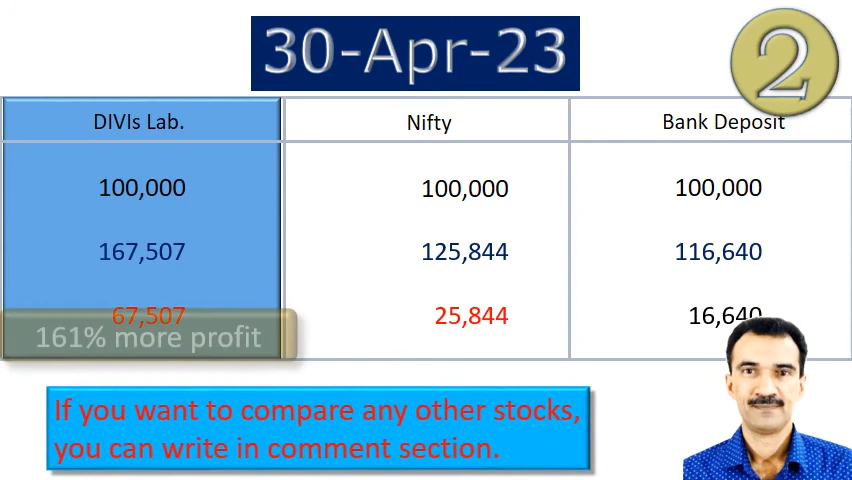 30-Apr-23
2
DIVIs Lab. Nifty Bank Deposit
100,000 100,000 100,000
167,507 125,844 116,640
67,507 25,844 16,640
161% more profit
If you want to compare any other stocks,
you can write in comment section.